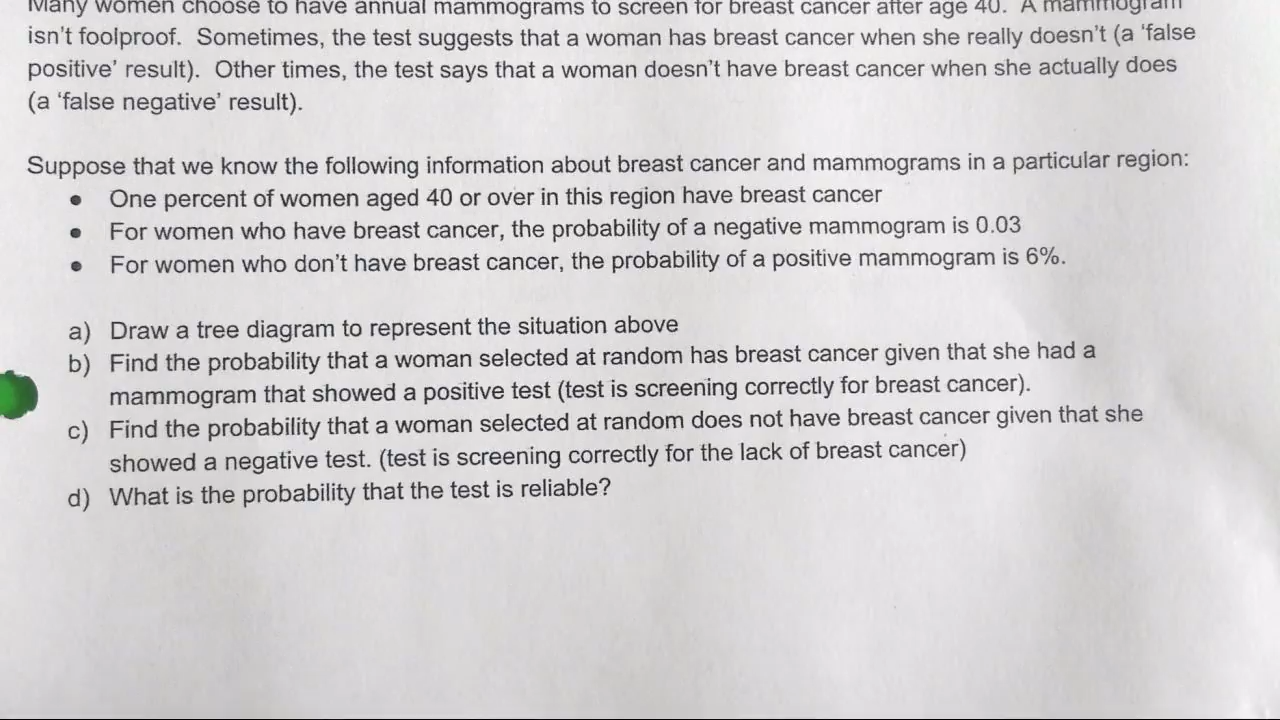 Many women choose to have annual mammograms to screen for breast cancer after age 40. A mammogram
isn't foolproof. Sometimes, the test suggests that a woman has breast cancer when she really doesn't (a 'false
positive' result). Other times, the test says that a woman doesn't have breast cancer when she actually does
(a 'false negative' result).
Suppose that we know the following information about breast cancer and mammograms in a particular region:
• One percent of women aged 40 or over in this region have breast cancer
• For women who have breast cancer, the probability of a negative mammogram is 0.03
• For women who don't have breast cancer, the probability of a positive mammogram is 6%.
a) Draw a tree diagram to represent the situation above
b) Find the probability that a woman selected at random has breast cancer given that she had a
mammogram that showed a positive test (test is screening correctly for breast cancer).
c) Find the probability that a woman selected at random does not have breast cancer given that she
showed a negative test. (test is screening correctly for the lack of breast cancer)
d) What is the probability that the test is reliable?